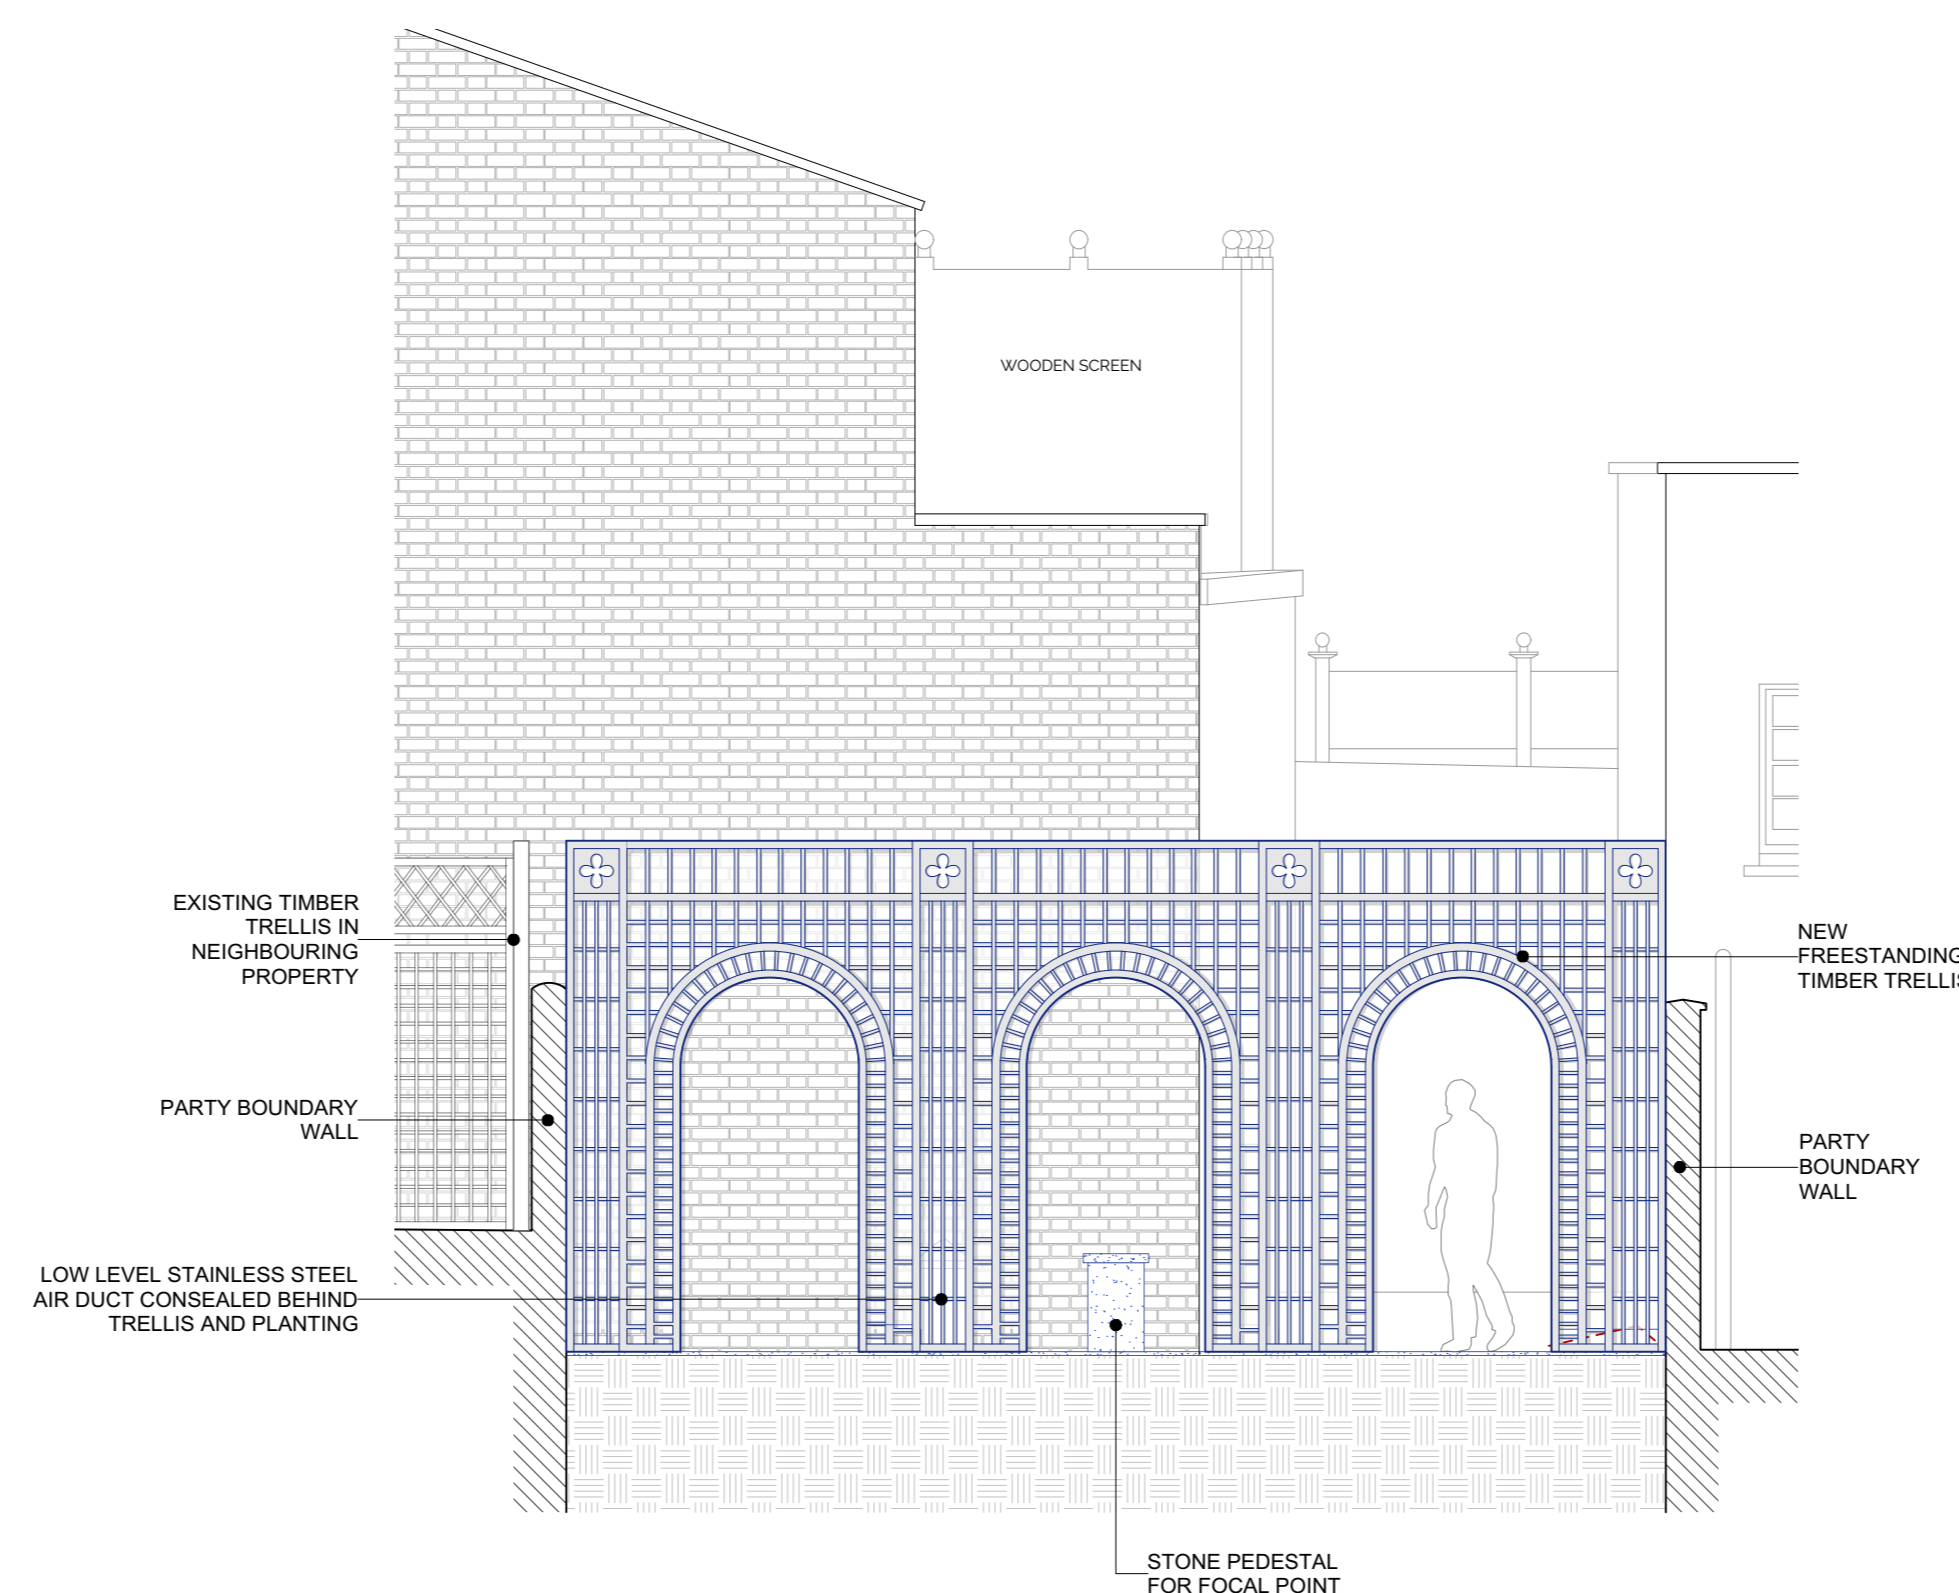 WOODEN SCREEN
EXISTING TIMBER
TRELLIS IN
NEIGHBOURING
PROPERTY
NEW
FREESTANDING
TIMBER TRELLIS
PARTY BOUNDARY
WALL
PARTY
BOUNDARY
WALL
LOW LEVEL STAINLESS STEEL
AIR DUCT CONSEALED BEHIND
TRELLIS AND PLANTING
STONE PEDESTAL
FOR FOCAL POINT